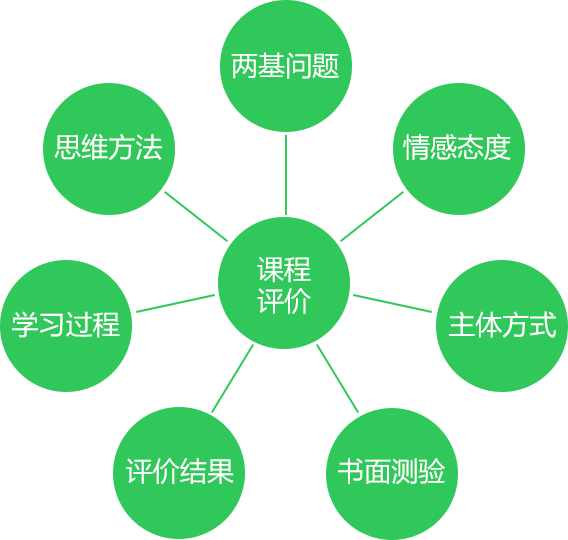 两基问题
思维方法
情感态度
课程
评价
学习过程
主体方式
评价结果
书面测验